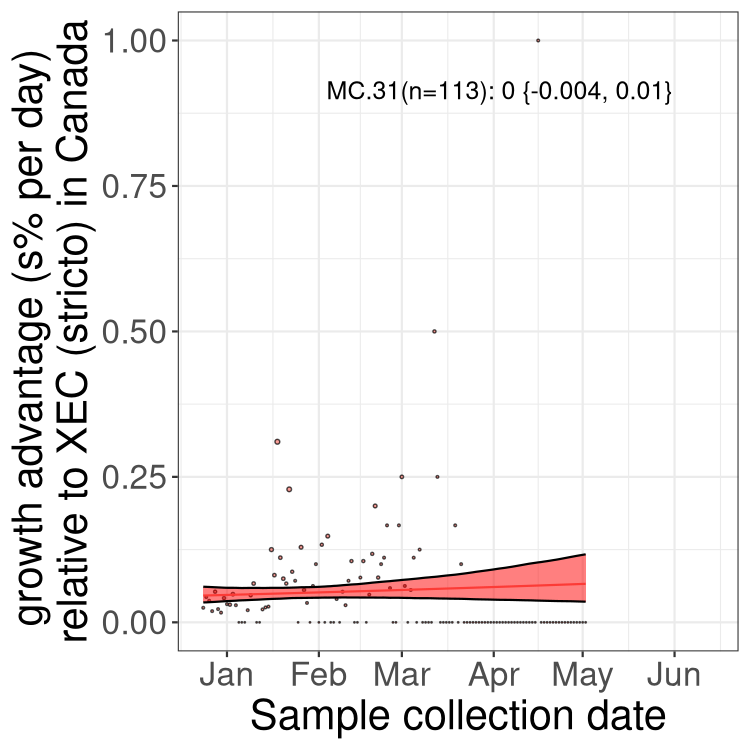 growth advantage (s% per day)
relative to XEC (stricto) in Canada
1.00
0.75
0.50
0.25
0.00
MC.31(n=113): 0 {-0.004, 0.01}
Jan Feb Mar Apr May Jun
Sample collection date